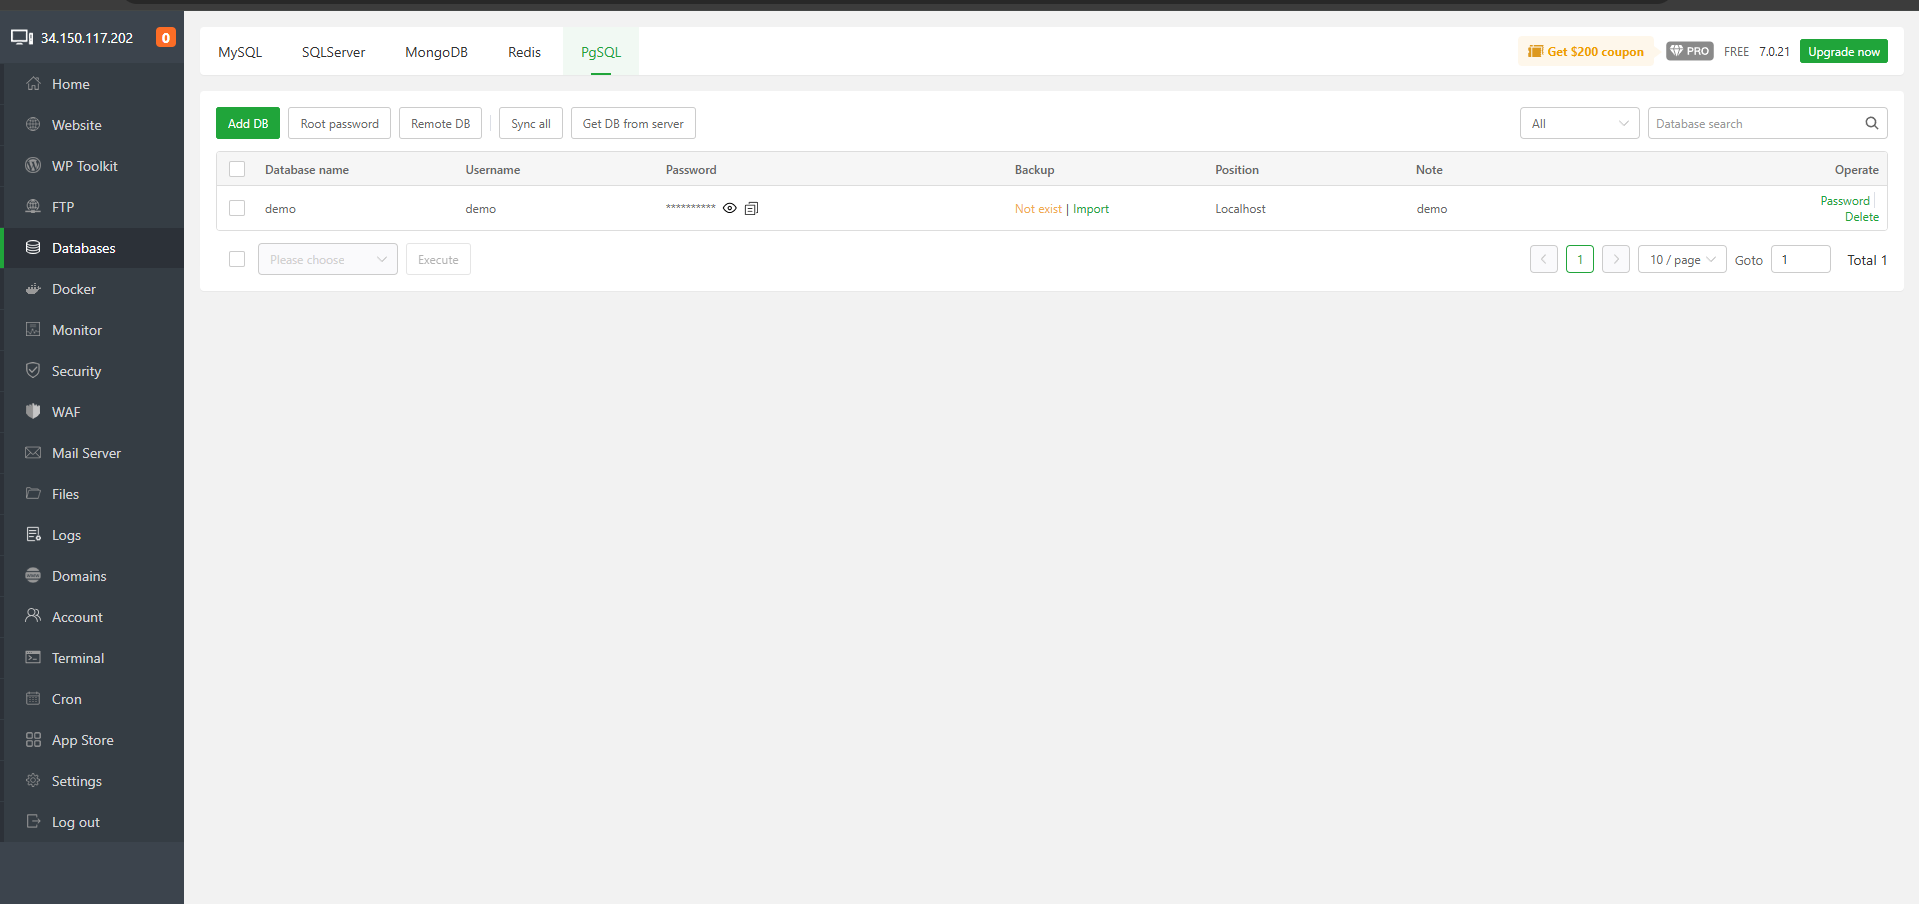 34.150.117.202 0
Home
Website
WP Toolkit
FTP
Databases
Docker
Monitor
Security
WAF
Mail Server
Files
Logs
Domains
Account
Terminal
Cron
App Store
Settings
Log out
MySQL SQLServer MongoDB Redis PgSQL Get $200 coupon PRO FREE 7.0.21 Upgrade now
Add DB Root password Remote DB Sync all Get DB from server All Database search
Database name Username Password Backup Position Note Operate
demo demo ********** Not exist | Import Localhost demo Password
Delete
Please choose Execute 1 10 / page Goto 1 Total 1